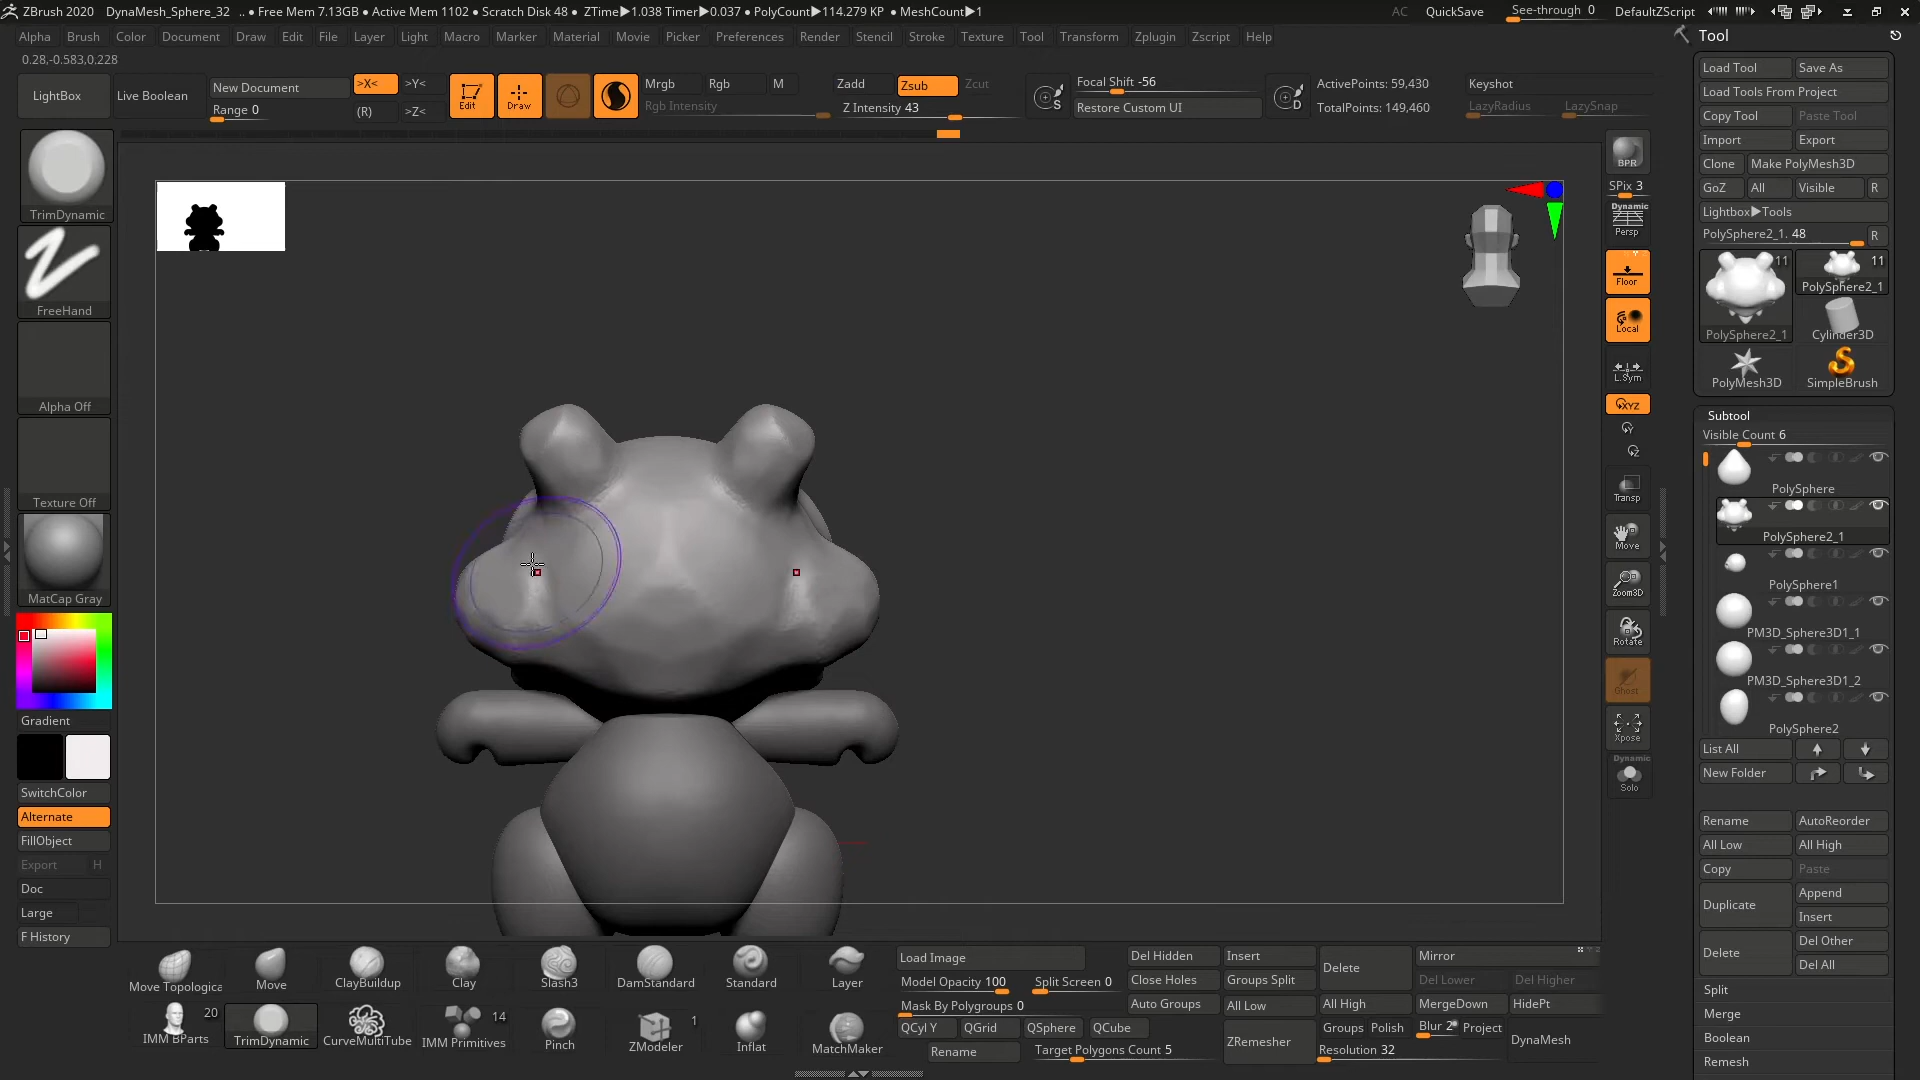 ZBrush 2020 DynaMesh_Sphere_32 .. ● Free Mem 7.13GB ● Active Mem 1102 ● Scratch Disk 48 ● ZTime▶1.038 Timer▶0.037 ● PolyCount▶114.279 KP ● MeshCount▶1 AC QuickSave See-through 0 DefaultZScript
Alpha Brush Color Document Draw Edit File Layer Light Macro Marker Material Movie Picker Preferences Render Stencil Stroke Texture Tool Transform Zplugin Zscript Help
0.28,-0.583,0.228
LightBox Live Boolean New Document
Range 0
>X< >Y<
(R) >Z<
Edit Draw
Mrgb Rgb M
Rgb Intensity
Zadd Zsub Zcut
Z Intensity 43
S
Focal Shift -56
Restore Custom UI
D
ActivePoints: 59,430
TotalPoints: 149,460
Keyshot
LazyRadius LazySnap
TrimDynamic
FreeHand
Alpha Off
Texture Off
MatCap Gray
Gradient
SwitchColor
Alternate
FillObject
Export H
Doc
Large
F History
BPR
SPix 3
Dynamic
Persp
Floor
Local
L.Sym
XYZ
Y
Z
Transp
Move
Zoom3D
Rotate
Ghost
Xpose
Dynamic
Solo
Tool
Load Tool Save As
Load Tools From Project
Copy Tool Paste Tool
Import Export
Clone Make PolyMesh3D
GoZ All Visible R
Lightbox▶Tools
PolySphere2_1. 48 R
11 11
PolySphere2_1
PolySphere2_1 Cylinder3D
PolyMesh3D SimpleBrush
Subtool
Visible Count 6
PolySphere
PolySphere2_1
PolySphere1
PM3D_Sphere3D1_1
PM3D_Sphere3D1_2
PolySphere2
List All
New Folder
Rename AutoReorder
All Low All High
Copy Paste
Duplicate Append
Insert
Delete Del Other
Del All
Split
Merge
Boolean
Remesh
Move Topologica Move ClayBuildup Clay Slash3 DamStandard Standard Layer
20 14 1
IMM BParts TrimDynamic CurveMultiTube IMM Primitives Pinch ZModeler Inflat MatchMaker
Load Image
Model Opacity 100 Split Screen 0
Mask By Polygroups 0
QCyl Y QGrid QSphere QCube
Rename Target Polygons Count 5
Del Hidden Insert
Close Holes Groups Split
Auto Groups All Low
ZRemesher
Delete Mirror
Del Lower Del Higher
All High MergeDown HidePt
Groups Polish Blur 2 Project
Resolution 32
DynaMesh